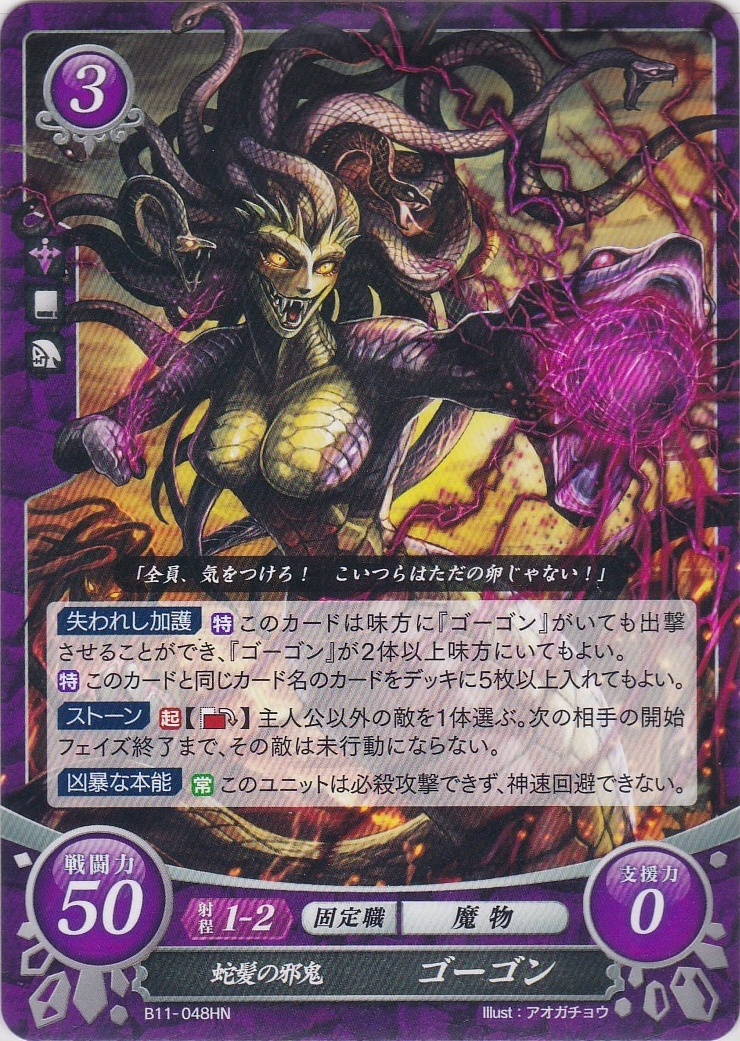 3
「全員、気をつけろ! こいつらはただの卵じゃない!」
失われし加護 特 このカードは味方に『ゴーゴン』がいても出撃
させることができ、『ゴーゴン』が2体以上味方にいてもよい。
特 このカードと同じカード名のカードをデッキに5枚以上入れてもよい。
ストーン 起【 】主人公以外の敵を1体選ぶ。次の相手の開始
フェイズ終了まで、その敵は未行動にならない。
凶暴な本能 常 このユニットは必殺攻撃できず、神速回避できない。
戦闘力
50
射程 1-2
固定職 魔物
支援力
0
蛇髪の邪鬼 ゴーゴン
B11-048HN
Illust:アオガチョウ